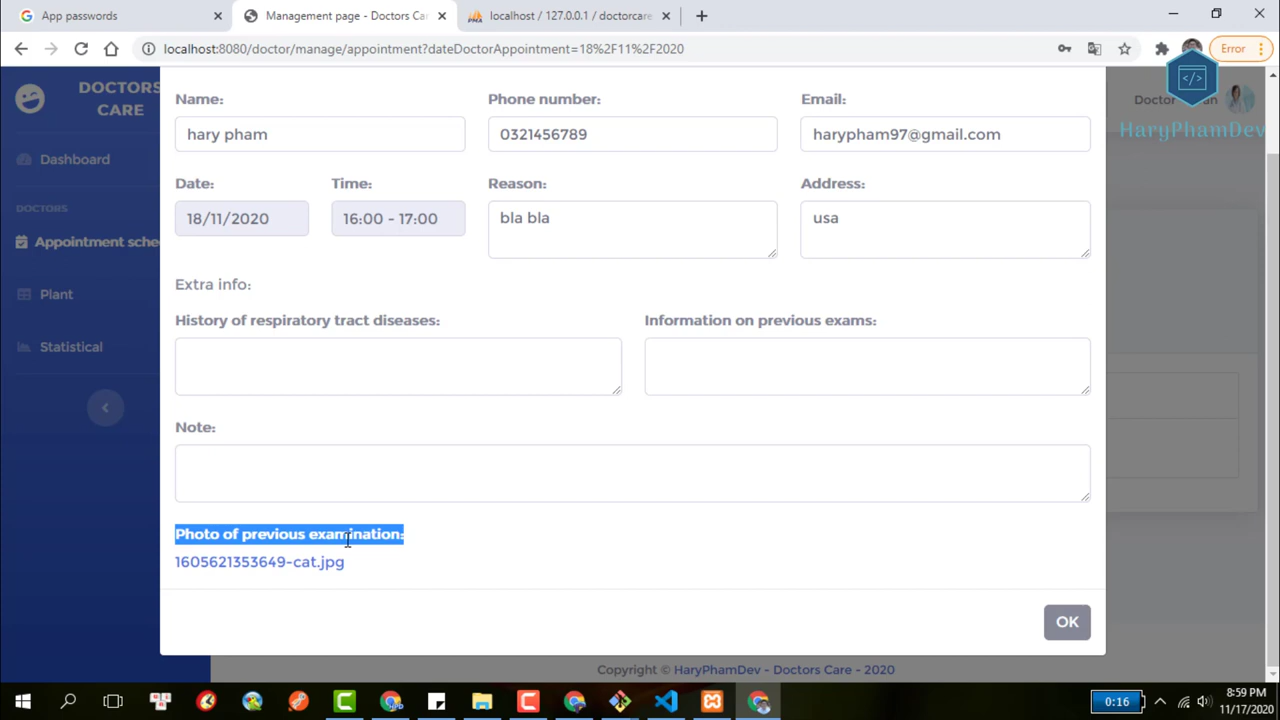 App passwords
Management page - Doctors Ca
localhost / 127.0.0.1 / doctorcare
localhost:8080/doctor/manage/appointment?dateDoctorAppointment=18%2F11%2F2020
Error
DOCTORS
CARE
Dashboard
DOCTORS
Appointment sche
Plant
Statistical
Doctor
HaryPhamDev
Name:
Phone number:
Email:
hary pham
0321456789
harypham97@gmail.com
Date:
Time:
Reason:
Address:
18/11/2020
16:00 - 17:00
bla bla
usa
Extra info:
History of respiratory tract diseases:
Information on previous exams:
Note:
Photo of previous examination:
1605621353649-cat.jpg
OK
Copyright © HaryPhamDev - Doctors Care - 2020
0:16
8:59 PM
11/17/2020